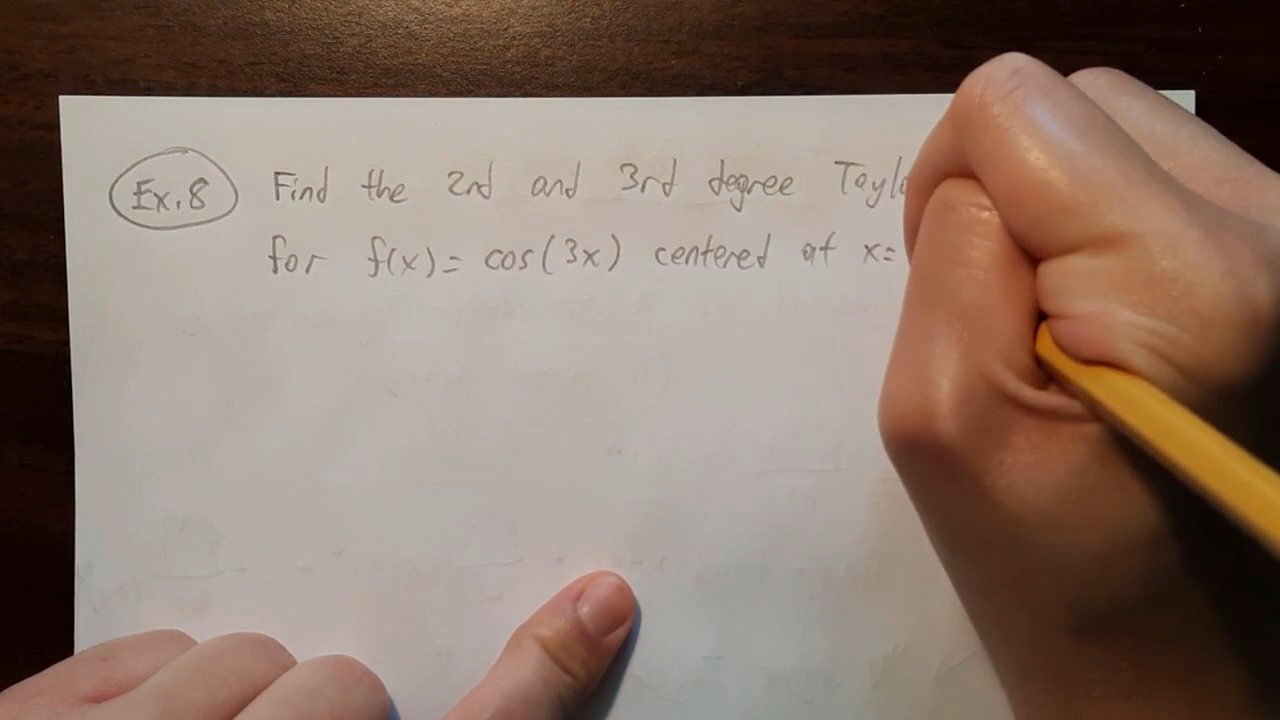 Ex. 8 Find the 2nd and 3rd degree
for f(x) = cos(3x) centered at x=